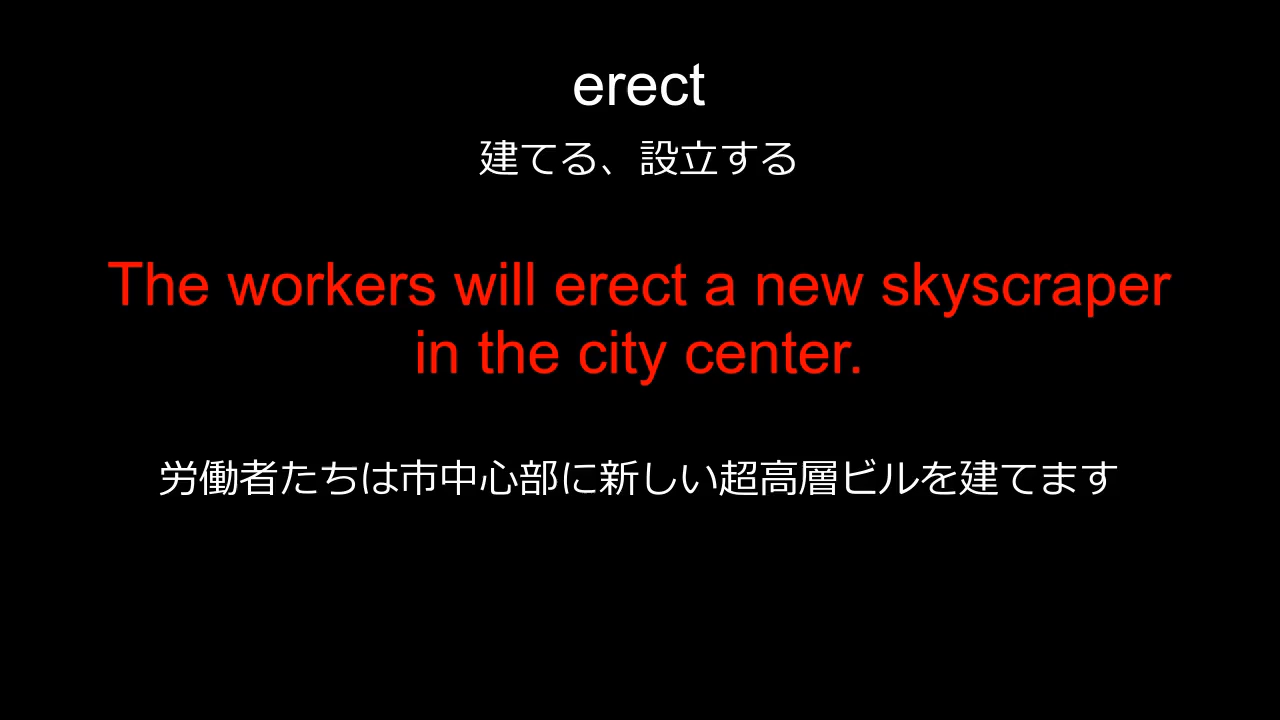 erect
建てる、設立する
The workers will erect a new skyscraper
in the city center.
労働者たちは市中心部に新しい超高層ビルを建てます